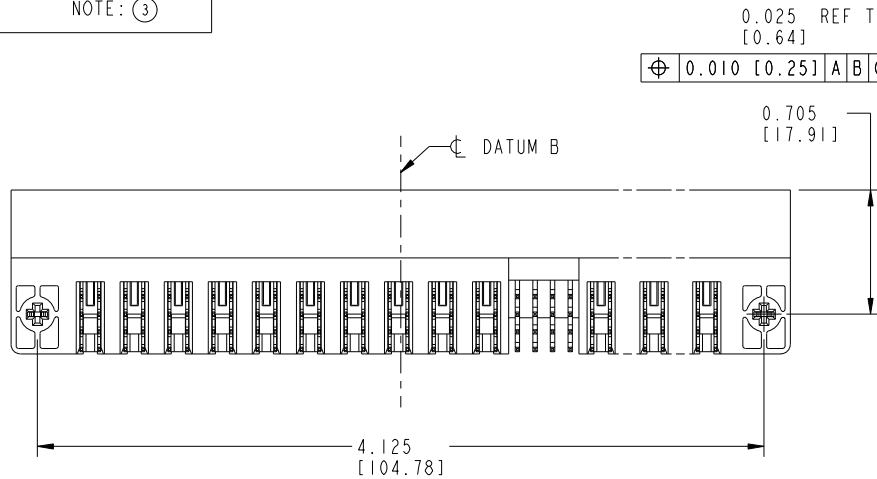 NOTE: 3
0.025 REF T
[0.64]
⌖ 0.010 [0.25] A B
0.705
[17.91]
℄ DATUM B
4.125
[104.78]